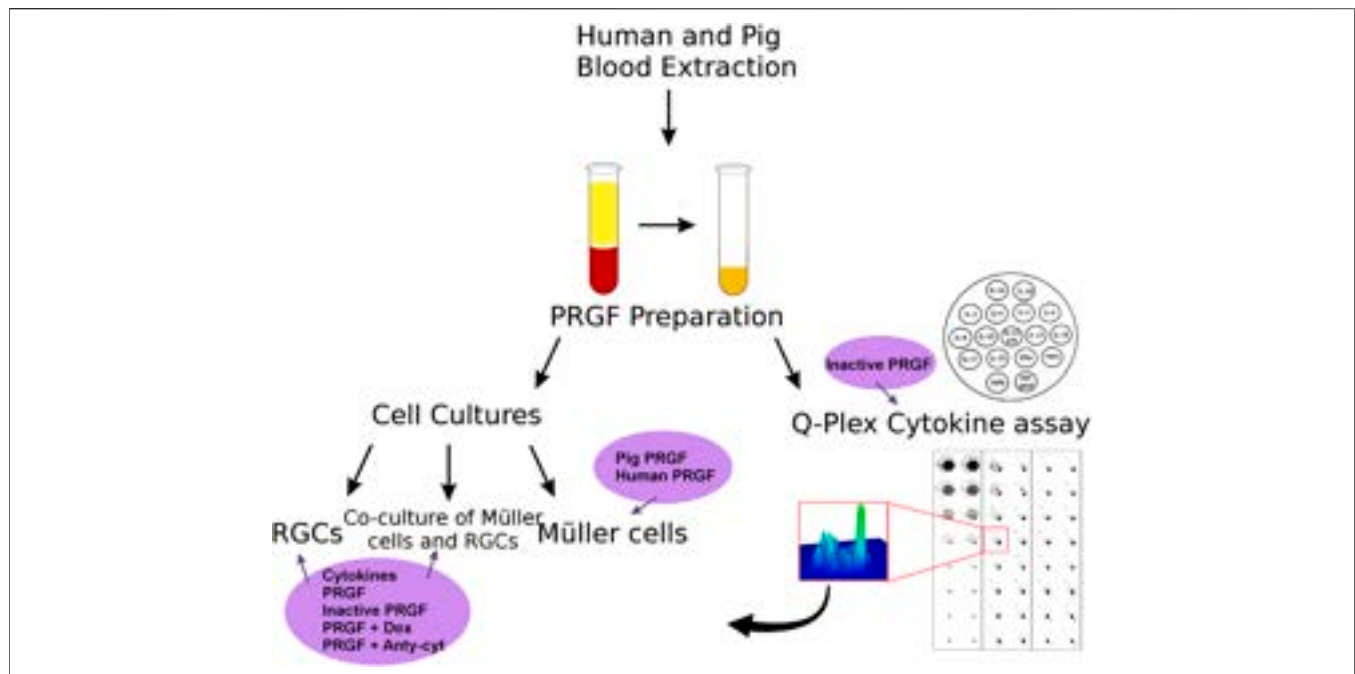 Human and Pig
Blood Extraction
PRGF Preparation
Inactive PRGF
Cell Cultures
Q-Plex Cytokine assay
Pig PRGF
Human PRGF
RGCs
Co-culture of Müller
cells and RGCs
Müller cells
Cytokines
PRGF
Inactive PRGF
PRGF + Dex
PRGF + Anty-cyt